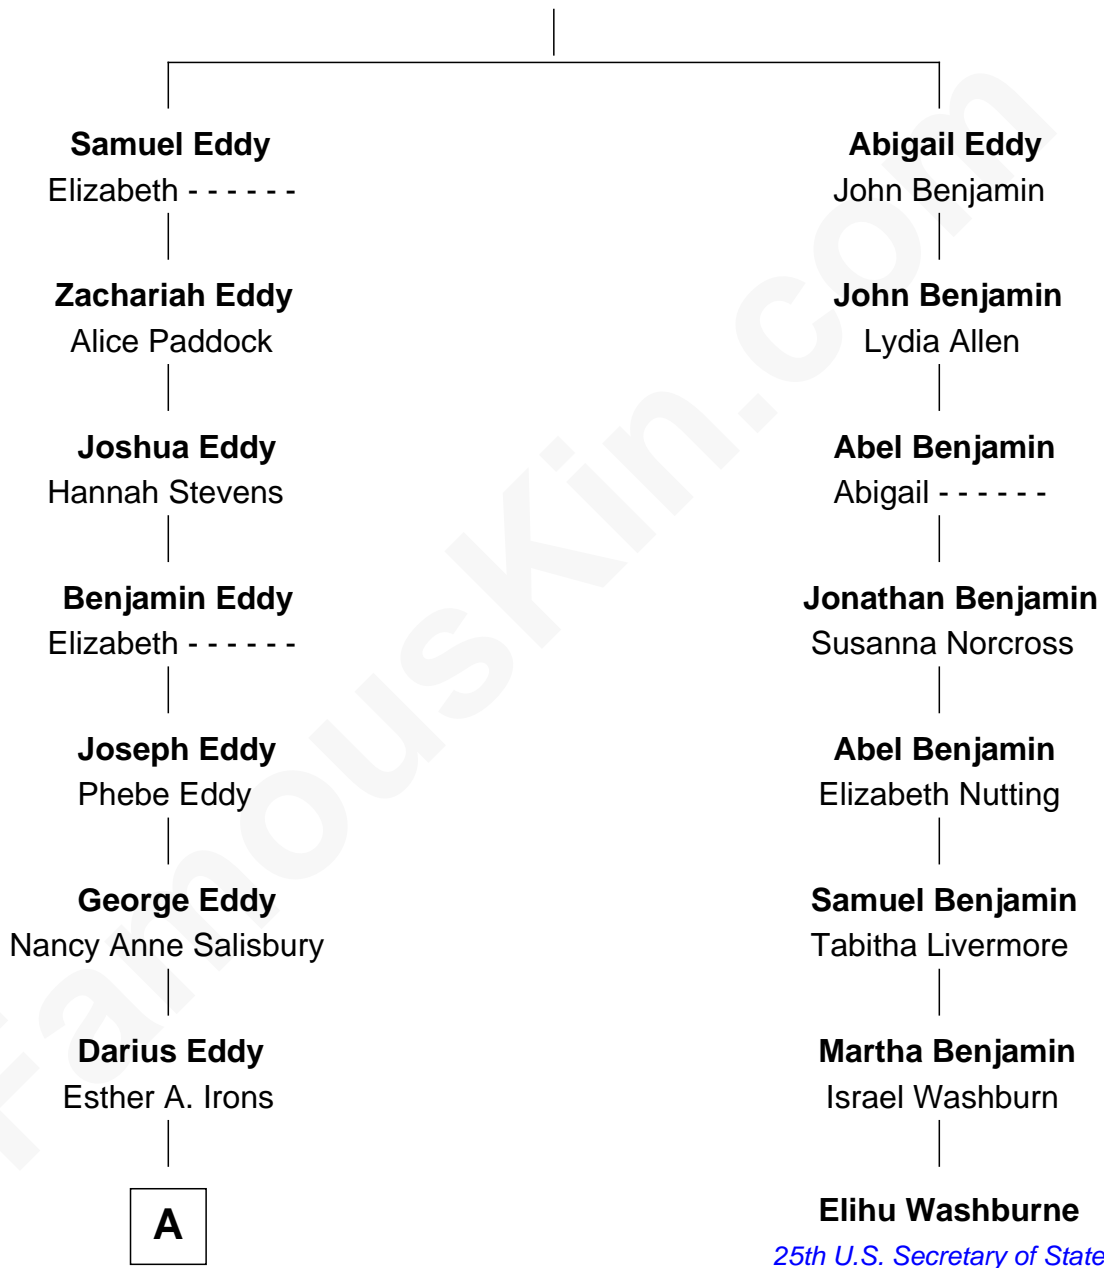 Samuel Eddy
Elizabeth - - - - - -
Zachariah Eddy
Alice Paddock
Joshua Eddy
Hannah Stevens
Benjamin Eddy
Elizabeth - - - - - -
Joseph Eddy
Phebe Eddy
George Eddy
Nancy Anne Salisbury
Darius Eddy
Esther A. Irons
A
Abigail Eddy
John Benjamin
John Benjamin
Lydia Allen
Abel Benjamin
Abigail - - - - - -
Jonathan Benjamin
Susanna Norcross
Abel Benjamin
Elizabeth Nutting
Samuel Benjamin
Tabitha Livermore
Martha Benjamin
Israel Washburn
Elihu Washburne
25th U.S. Secretary of State
FamousKin.com